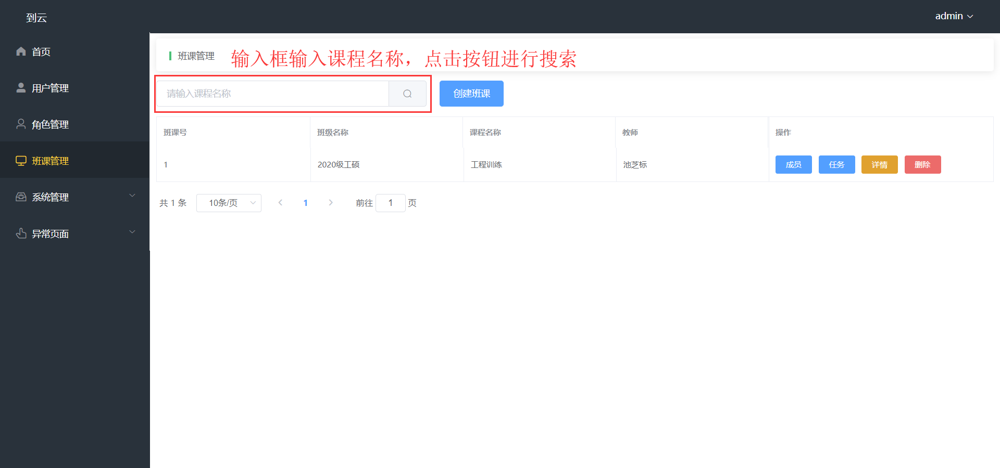 到云
admin
首页
用户管理
角色管理
班课管理
系统管理
异常页面
班课管理
输入框输入课程名称，点击按钮进行搜索
请输入课程名称
创建班课
班课号 班级名称 课程名称 教师 操作
1 2020级工硕 工程训练 池芝标 成员 任务 详情 删除
共 1 条 10条/页 1 前往 1 页